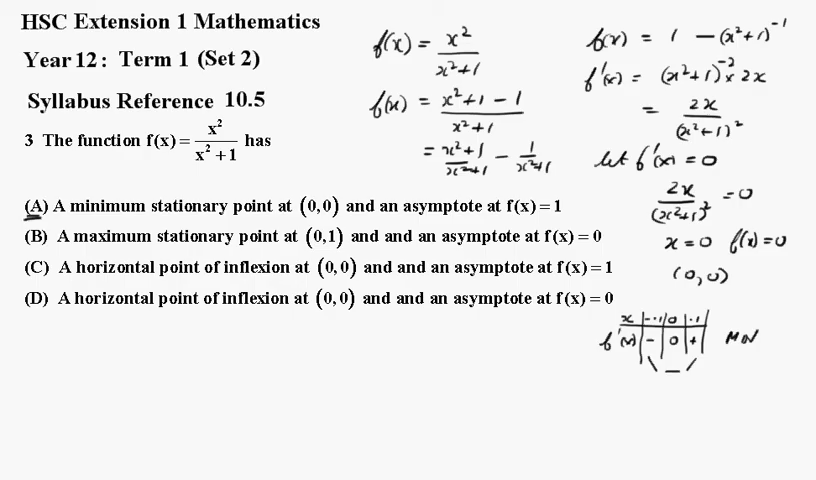 HSC Extension 1 Mathematics
Year 12: Term 1 (Set 2)
Syllabus Reference 10.5
3 The function f(x) = x²/(x² + 1) has
(A) A minimum stationary point at (0,0) and an asymptote at f(x) = 1
(B) A maximum stationary point at (0,1) and and an asymptote at f(x) = 0
(C) A horizontal point of inflexion at (0,0) and and an asymptote at f(x) = 1
(D) A horizontal point of inflexion at (0,0) and and an asymptote at f(x) = 0
f(x) = x²/(x²+1)
f(x) = (x²+1-1)/(x²+1)
= (x²+1)/(x²+1) - 1/(x²+1)
f(x) = 1 - (x²+1)⁻¹
f'(x) = (x²+1)⁻² × 2x
= 2x/(x²+1)²
let f'(x) = 0
2x/(x²+1)² = 0
x = 0 f(x) = 0
(0,0)
x | -.1 | 0 | .1
f'(x) | - | 0 | + MIN
\ _ /